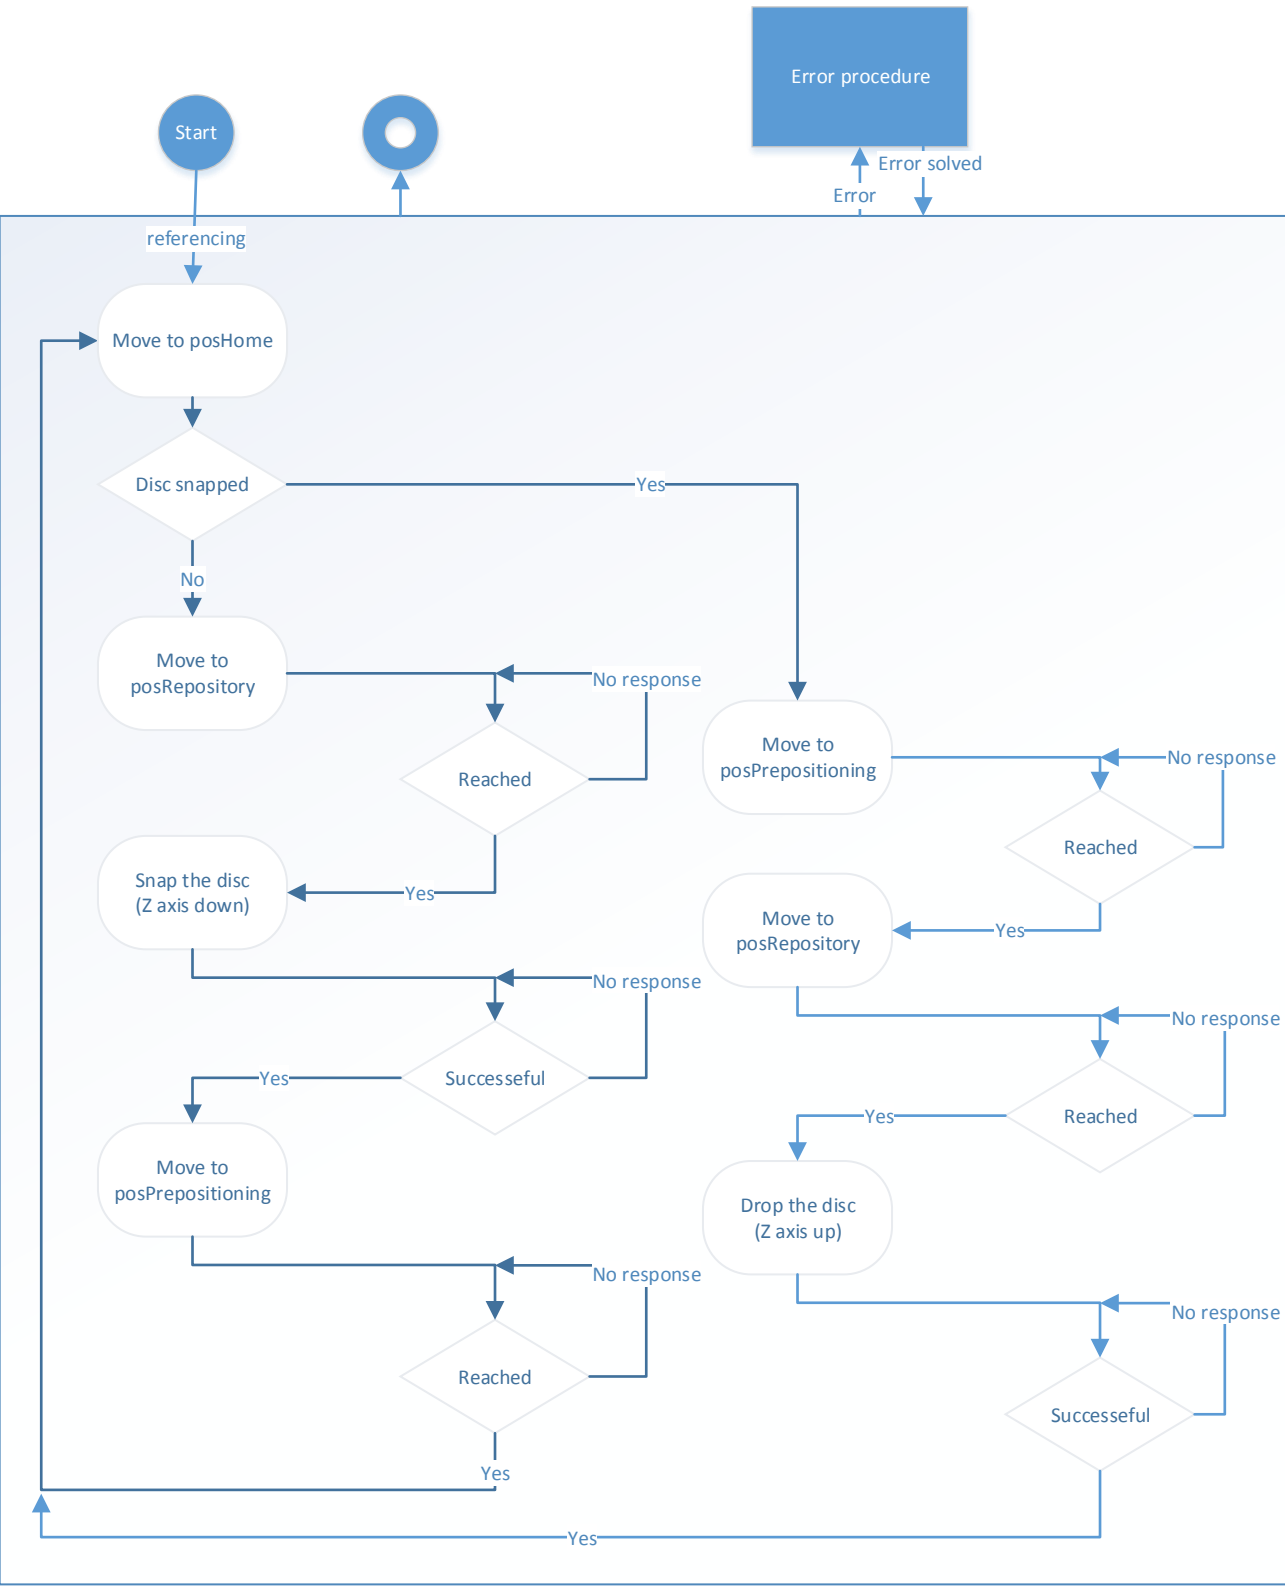 Error procedure
Start
Error solved
Error
referencing
Move to posHome
Disc snapped
Yes
No
Move to
posRepository
No response
Reached
Yes
Snap the disc
(Z axis down)
No response
Successeful
Yes
Move to
posPrepositioning
No response
Reached
Yes
Move to
posPrepositioning
No response
Reached
Yes
Move to
posRepository
No response
Reached
Yes
Drop the disc
(Z axis up)
No response
Successeful
Yes